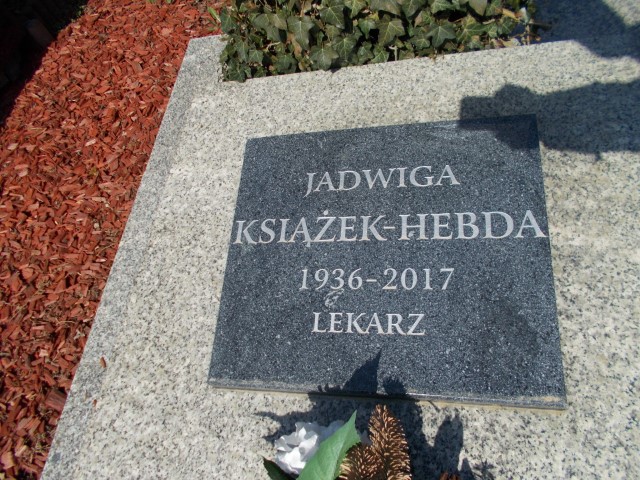 JADWIGA
KSIĄŻEK-HEBDA
1936-2017
LEKARZ